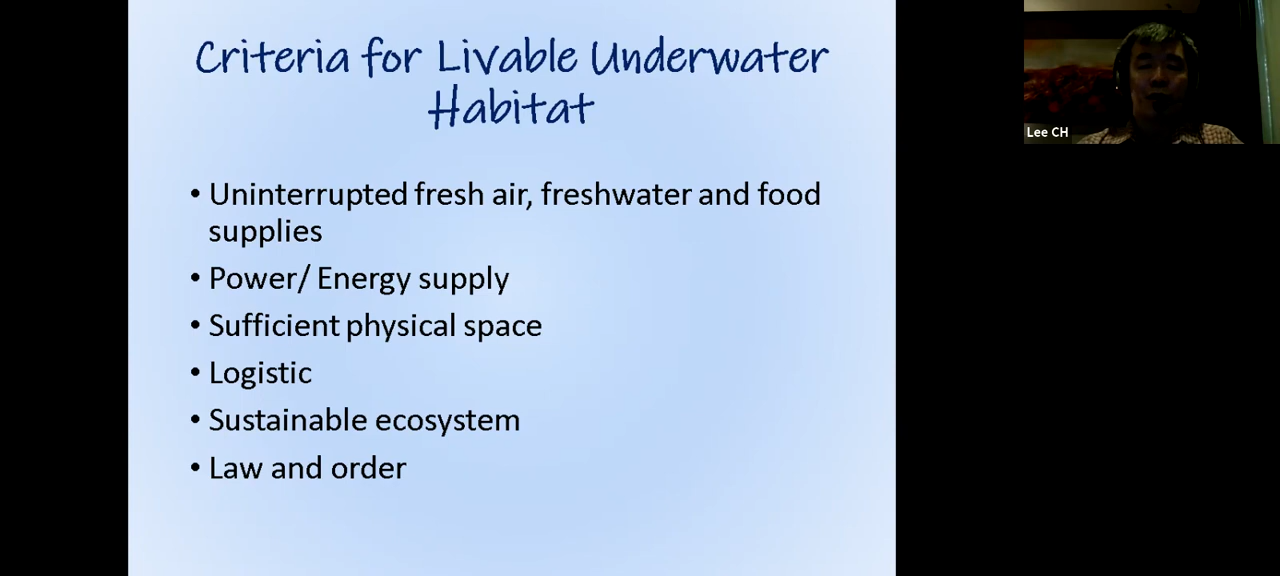 Criteria for Livable Underwater
Habitat
• Uninterrupted fresh air, freshwater and food
supplies
• Power/ Energy supply
• Sufficient physical space
• Logistic
• Sustainable ecosystem
• Law and order
Lee CH